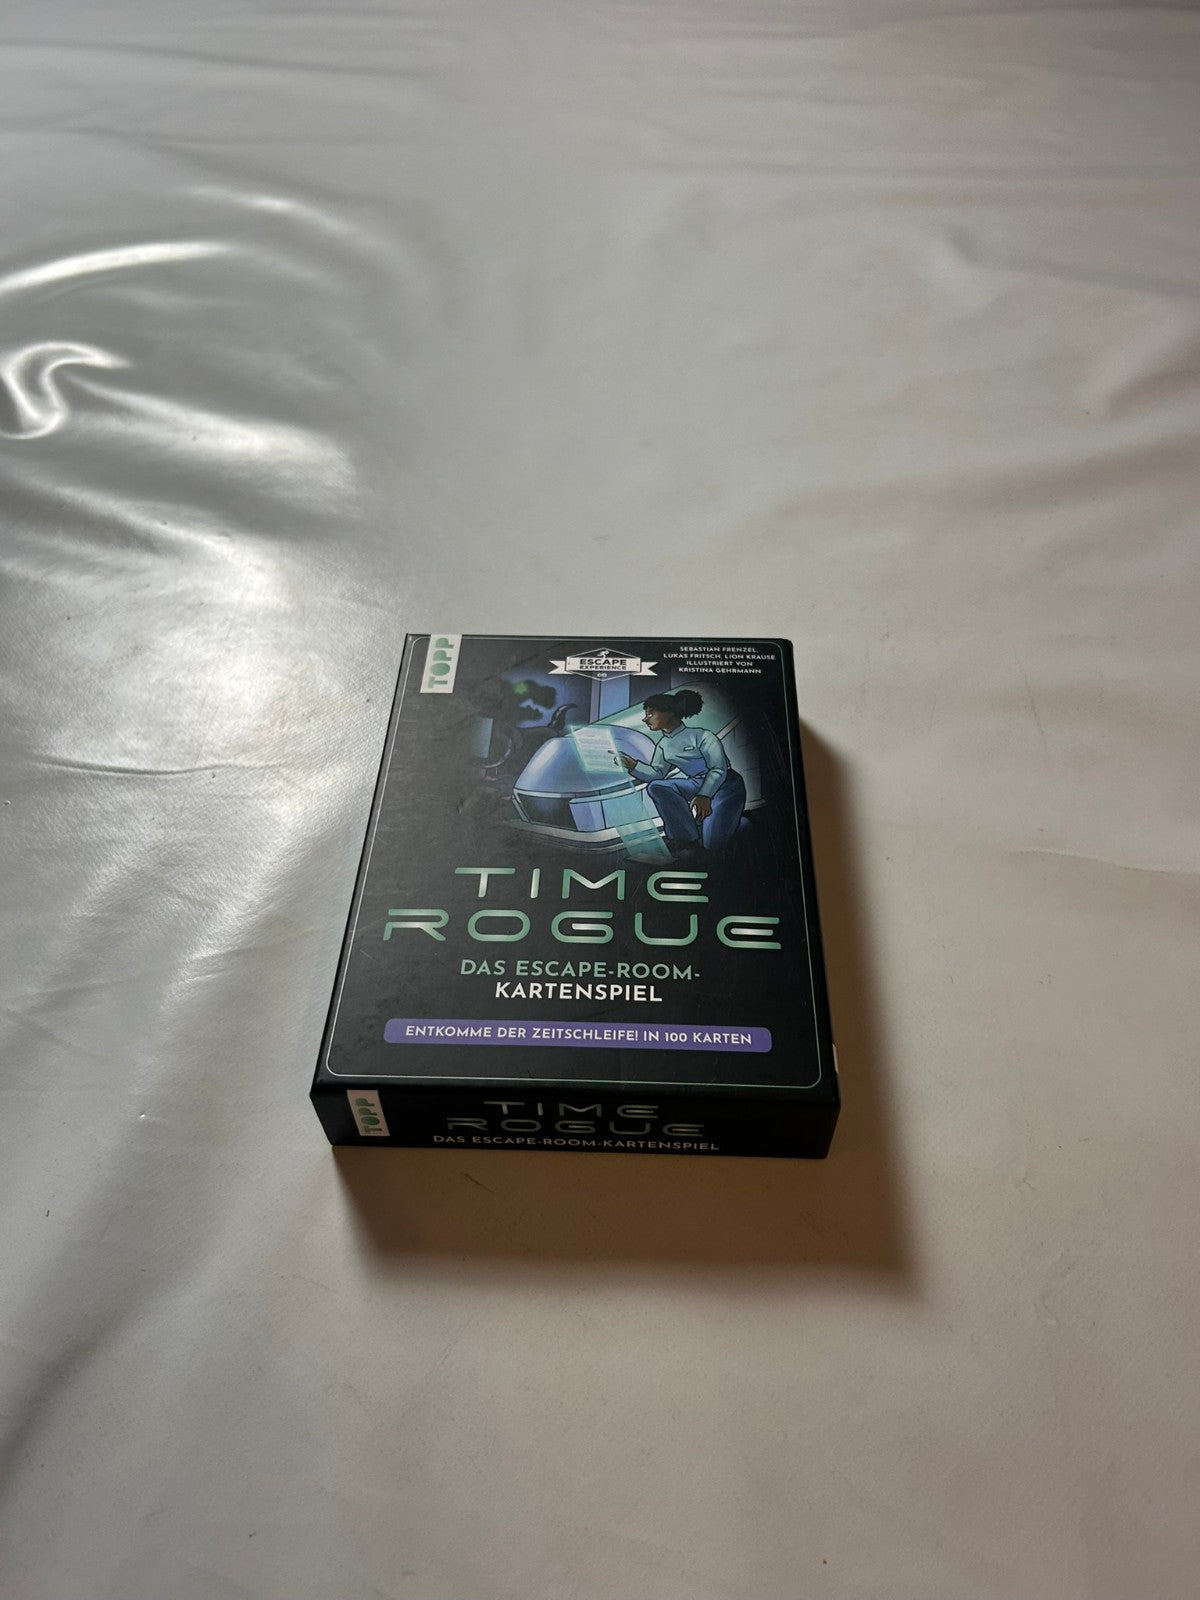 TOPP
ESCAPE
EXPERIENCE
SEBASTIAN FRENZEL,
LUKAS FRITSCH, LION KRAUSE
ILLUSTRIERT VON
KRISTINA GEHRMANN
TIME
ROGUE
DAS ESCAPE-ROOM-
KARTENSPIEL
ENTKOMME DER ZEITSCHLEIFE! IN 100 KARTEN
TOPP
TIME
ROGUE
DAS ESCAPE-ROOM-KARTENSPIEL